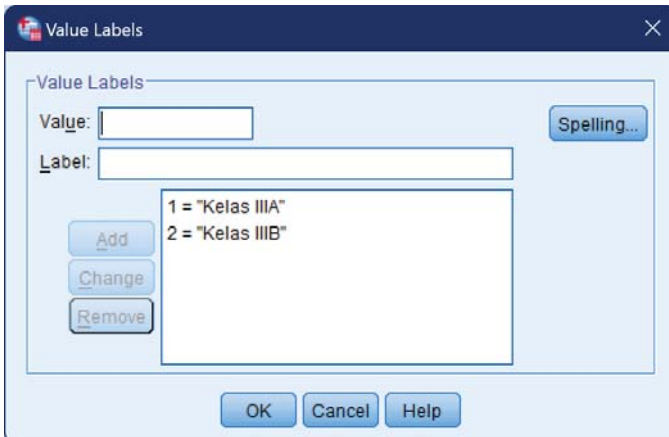 Value Labels
Value Labels
Value:
Spelling...
Label:
1 = "Kelas IIIA"
2 = "Kelas IIIB"
Add
Change
Remove
OK Cancel Help